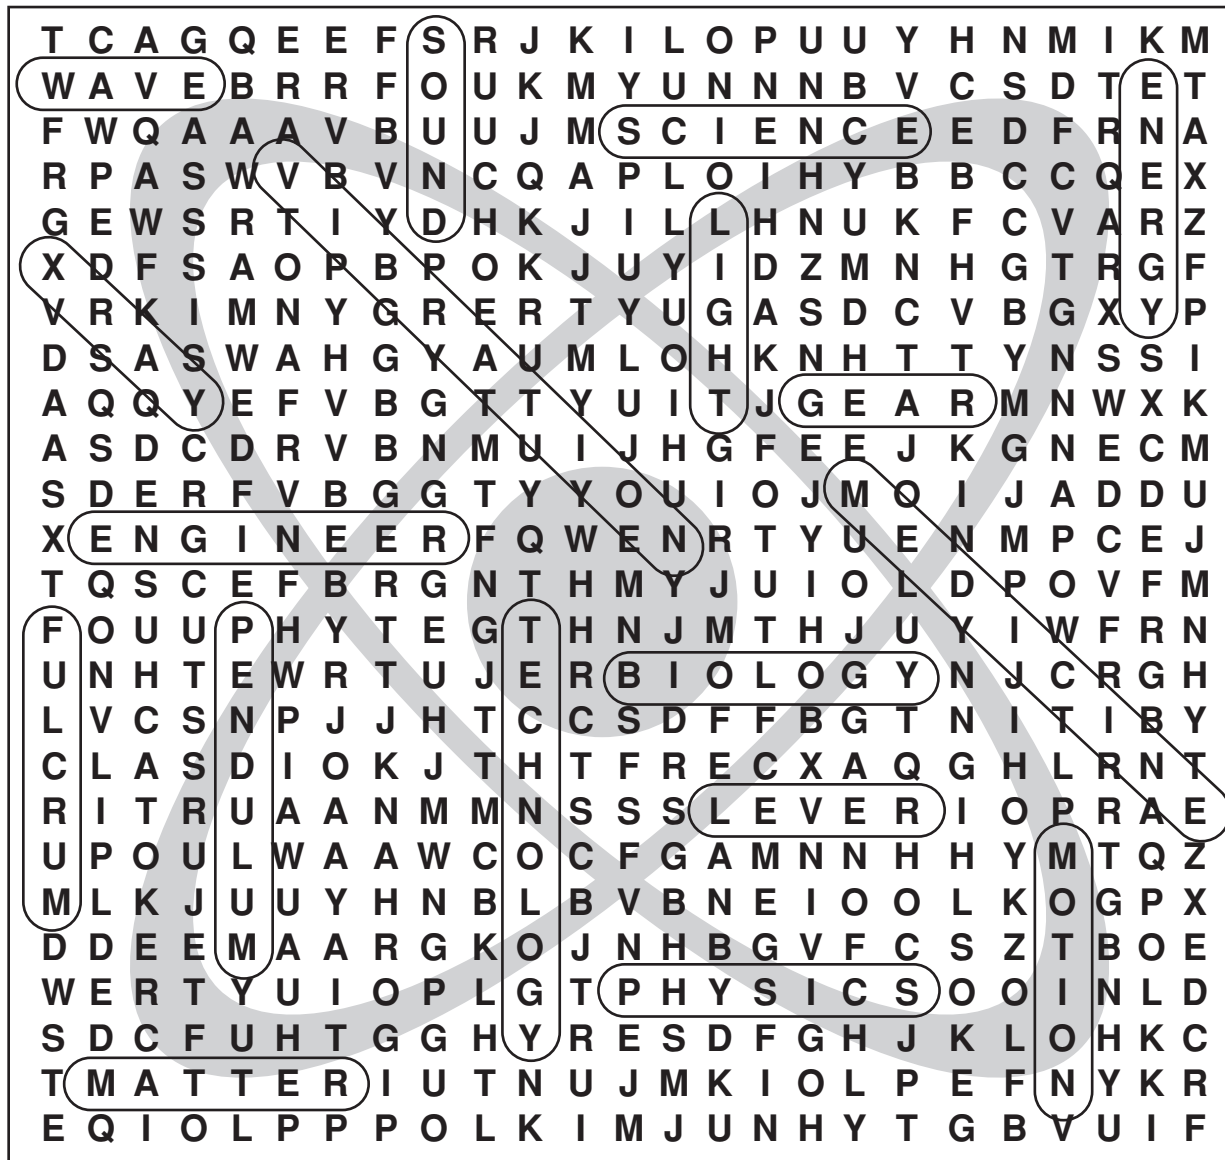 T C A G Q E E F S R J K I L O P U U Y H N M I K M
W A V E B R R F O U K M Y U N N N B V C S D T E T
F W Q A A A V B U U J M S C I E N C E E D F R N A
R P A S W V B V N C Q A P L O I H Y B B C C Q E X
G E W S R T I Y D H K J I L L H N U K F C V A R Z
X D F S A O P B P O K J U Y I D Z M N H G T R G F
V R K I M N Y G R E R T Y U G A S D C V B G X Y P
D S A S W A H G Y A U M L O H K N H T T Y N S S I
A Q Q Y E F V B G T T Y U I T J G E A R M N W X K
A S D C D R V B N M U I J H G F E E J K G N E C M
S D E R F V B G G T Y Y O U I O J M O I J A D D U
X E N G I N E E R F Q W E N R T Y U E N M P C E J
T Q S C E F B R G N T H M Y J U I O L D P O V F M
F O U U P H Y T E G T H N J M T H J U Y I W F R N
U N H T E W R T U J E R B I O L O G Y N J C R G H
L V C S N P J J H T C C S D F F B G T N I T I B Y
C L A S D I O K J T H T F R E C X A Q G H L R N T
R I T R U A A N M M N S S S L E V E R I O P R A E
U P O U L W A A W C O C F G A M N N H H Y M T Q Z
M L K J U U Y H N B L B V B N E I O O L K O G P X
D D E E M A A R G K O J N H B G V F C S Z T B O E
W E R T Y U I O P L G T P H Y S I C S O O I N L D
S D C F U H T G G H Y R E S D F G H J K L O H K C
T M A T T E R I U T N U J M K I O L P E F N Y K R
E Q I O L P P P O L K I M J U N H Y T G B V U I F